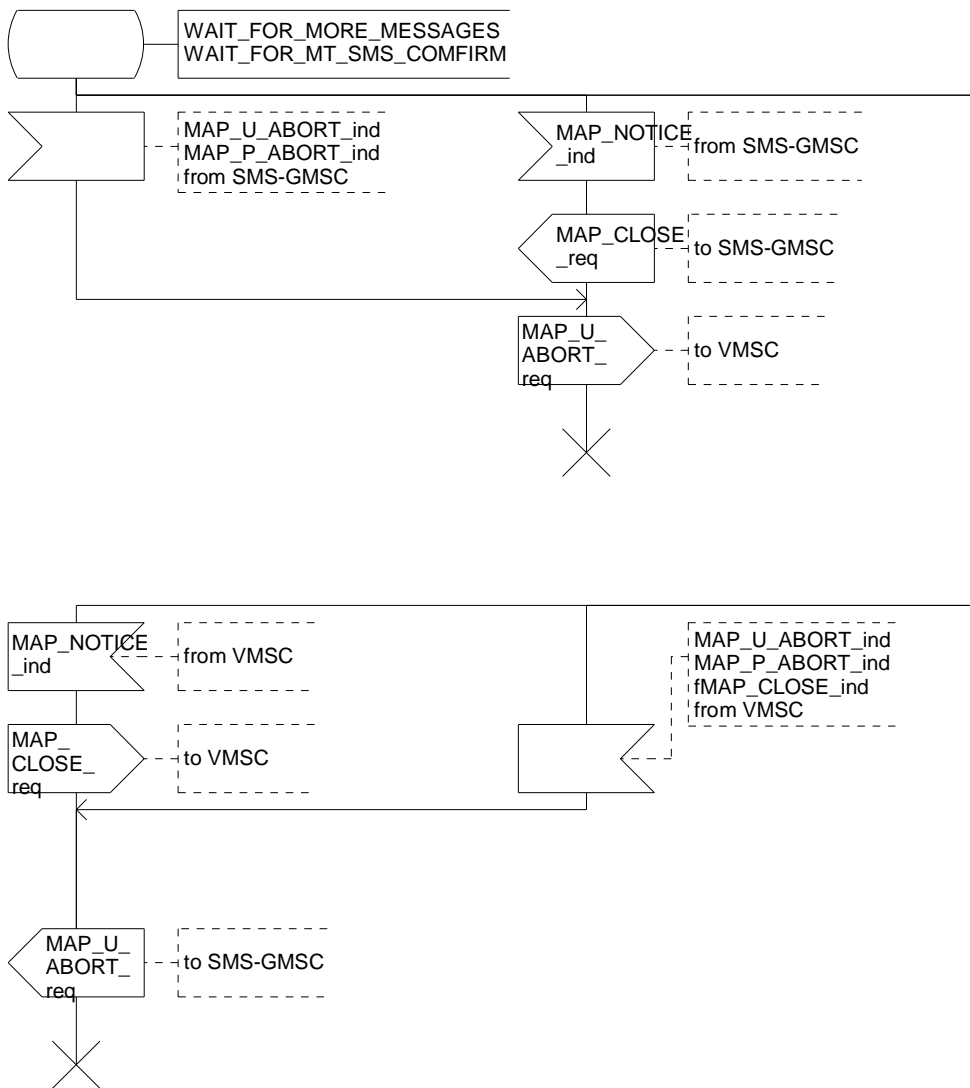 WAIT_FOR_MORE_MESSAGES
WAIT_FOR_MT_SMS_COMFIRM
MAP_U_ABORT_ind
MAP_P_ABORT_ind
from SMS-GMSC
MAP_NOTICE
_ind
from SMS-GMSC
MAP_CLOSE
_req
to SMS-GMSC
MAP_U_
ABORT_
req
to VMSC
MAP_NOTICE
_ind
from VMSC
MAP_U_ABORT_ind
MAP_P_ABORT_ind
fMAP_CLOSE_ind
from VMSC
MAP_
CLOSE_
req
to VMSC
MAP_U_
ABORT_
req
to SMS-GMSC